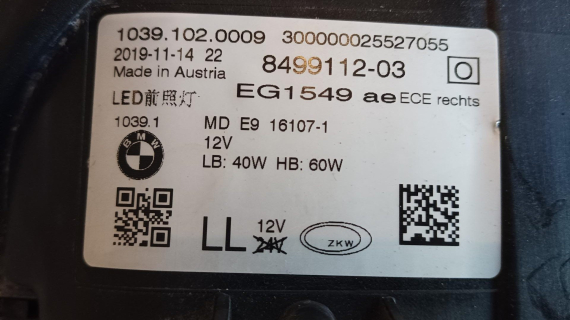 1039.102.0009 300000025527055
2019-11-14 22
8499112-03
Made in Austria
EG1549 ae ECE rechts
LED前照灯
1039.1 MD E9 16107-1
BMW
12V
LB: 40W HB: 60W
LL
12V
24V
ZKW